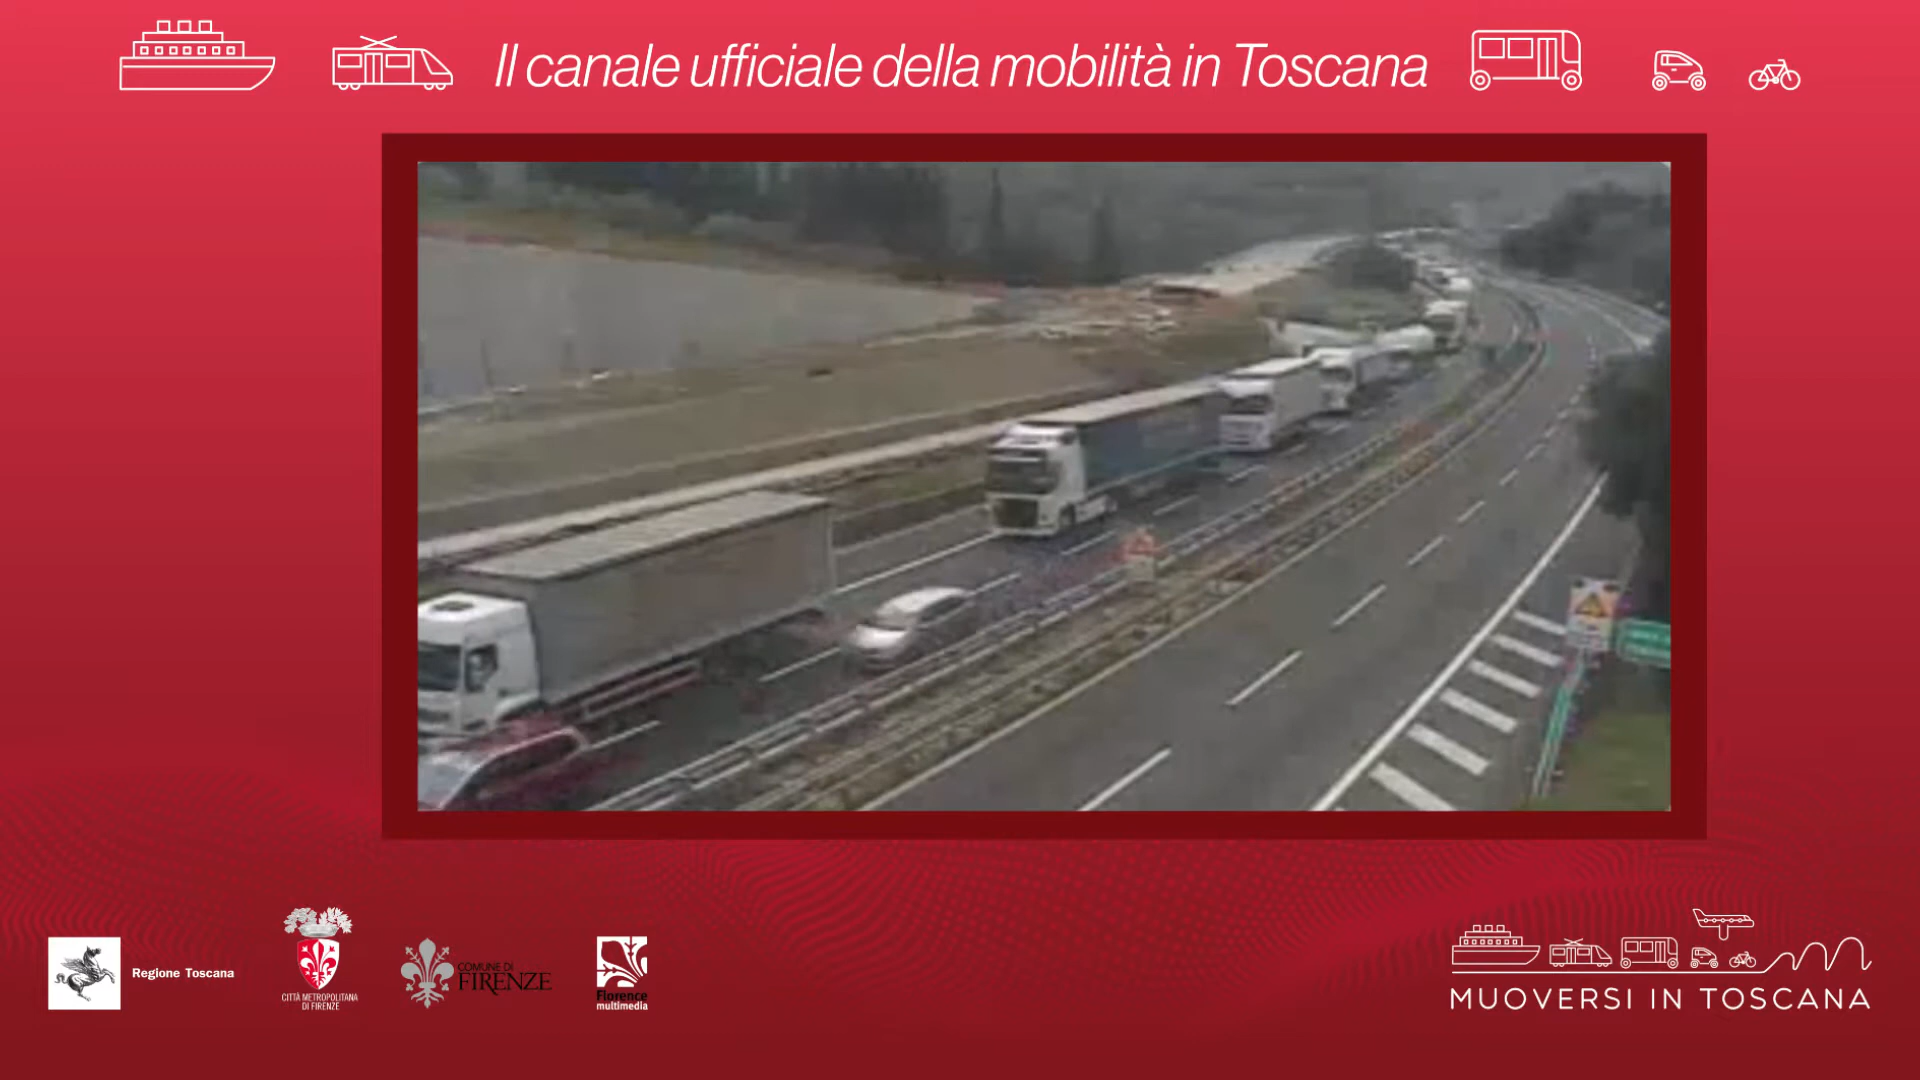 Il canale ufficiale della mobilità in Toscana
Regione Toscana
CITTÀ METROPOLITANA
DI FIRENZE
COMUNE DI
FIRENZE
Florence
multimedia
MUOVERSI IN TOSCANA